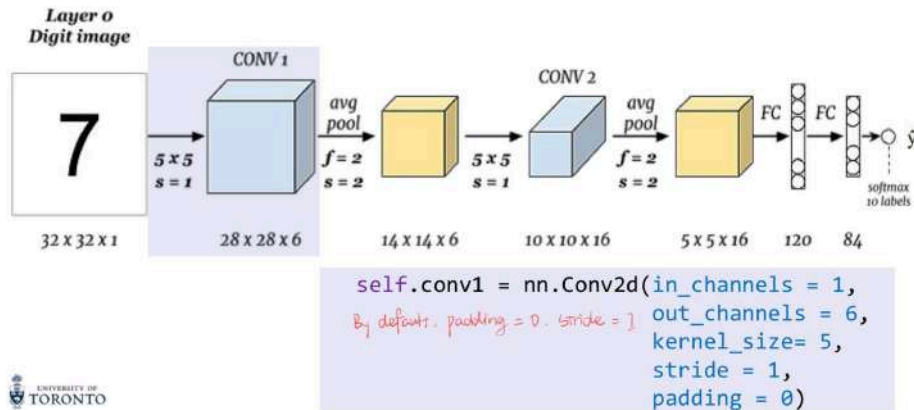 Layer 0
Digit image
CONV 1
CONV 2
7
5 x 5
s = 1
avg
pool
f = 2
s = 2
5 x 5
s = 1
avg
pool
f = 2
s = 2
FC
FC
ŷ
softmax
10 labels
32 x 32 x 1
28 x 28 x 6
14 x 14 x 6
10 x 10 x 16
5 x 5 x 16
120
84
self.conv1 = nn.Conv2d(in_channels = 1,
out_channels = 6,
kernel_size= 5,
stride = 1,
padding = 0)
By default. padding = 0. stride = 1
UNIVERSITY OF
TORONTO